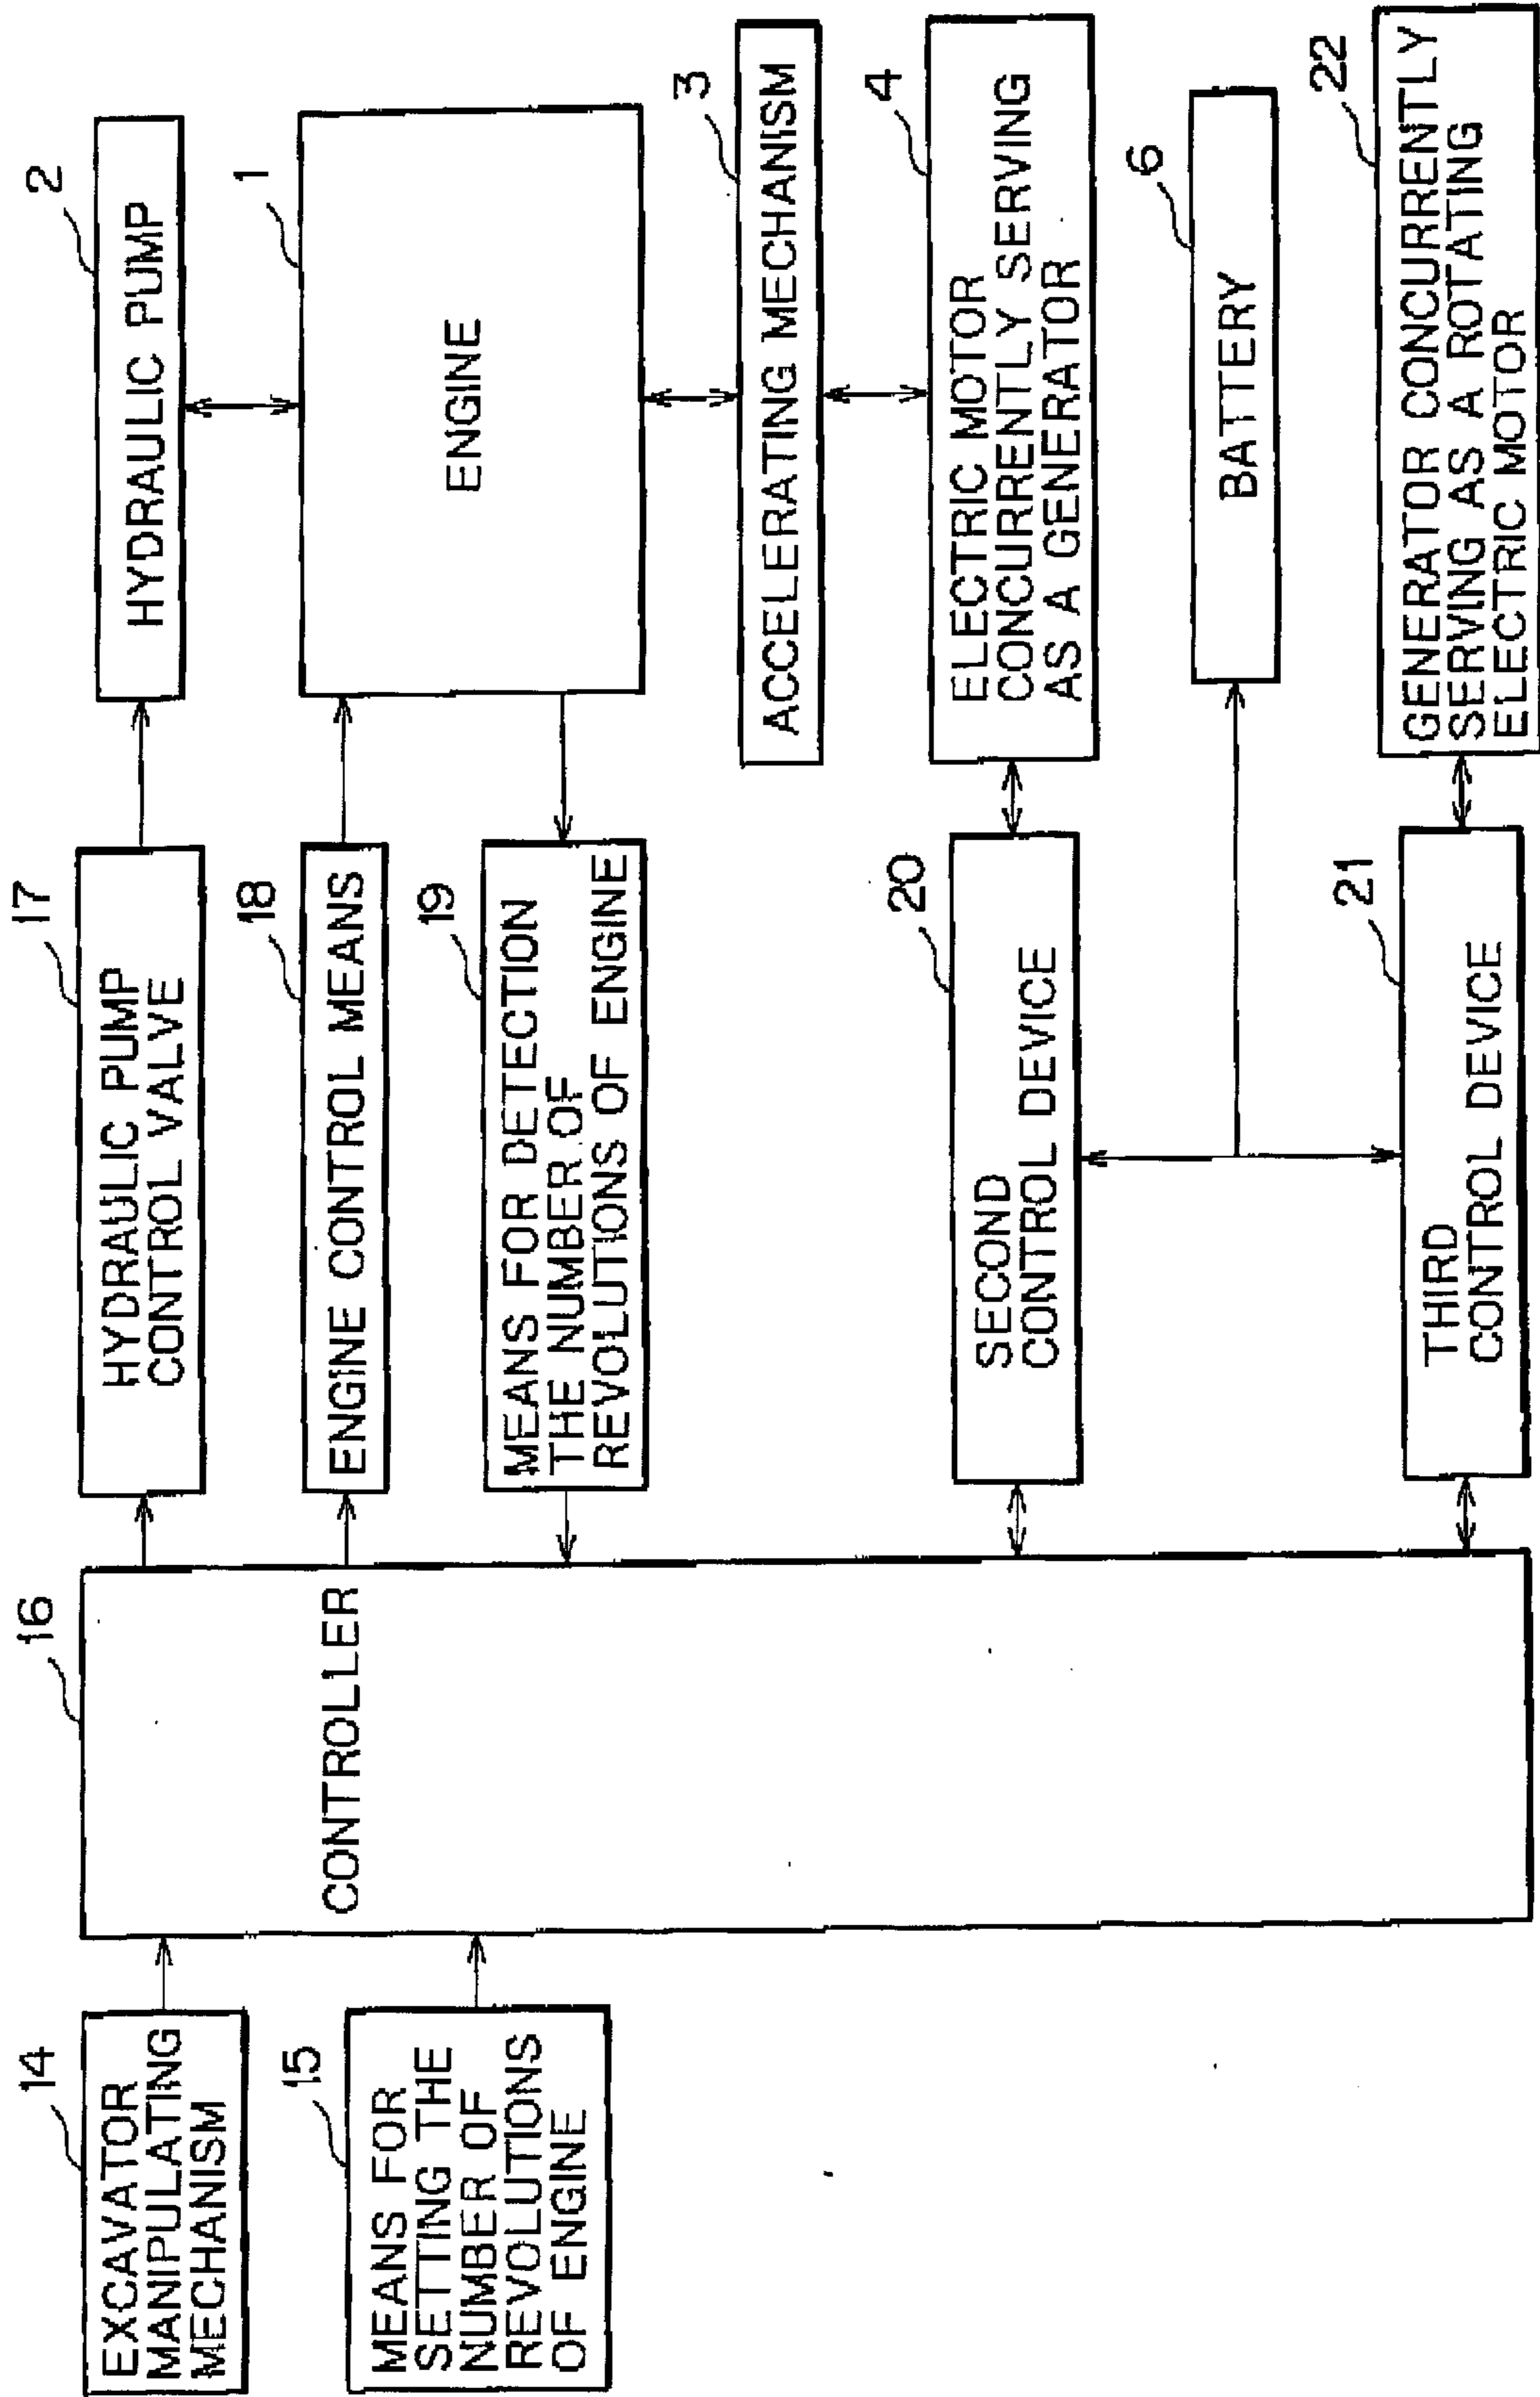 14
EXCAVATOR
MANIPULATING
MECHANISM
15
MEANS FOR
SETTING THE
NUMBER OF
REVOLUTIONS
OF ENGINE
16
CONTROLLER
17
HYDRAULIC PUMP
CONTROL VALVE
18
ENGINE CONTROL MEANS
19
MEANS FOR DETECTION
THE NUMBER OF
REVOLUTIONS OF ENGINE
20
SECOND
CONTROL DEVICE
21
THIRD
CONTROL DEVICE
2
HYDRAULIC PUMP
1
ENGINE
3
ACCELERATING MECHANISM
4
ELECTRIC MOTOR
CONCURRENTLY SERVING
AS A GENERATOR
6
BATTERY
22
GENERATOR CONCURRENTLY
SERVING AS A ROTATING
ELECTRIC MOTOR